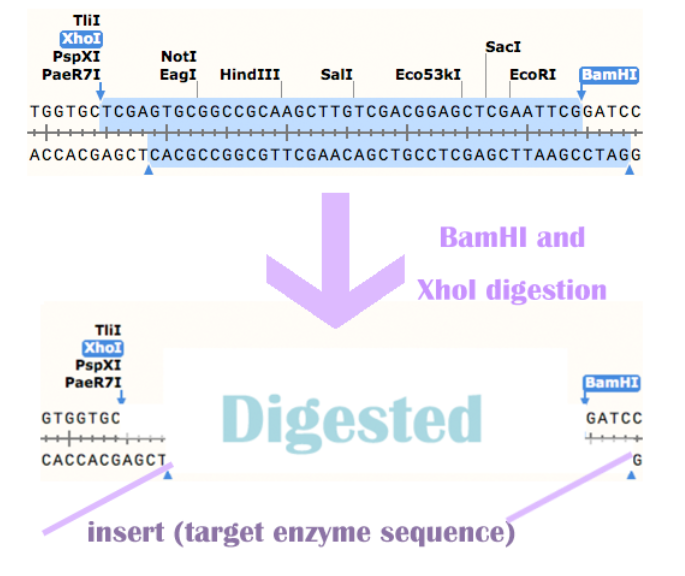 TliI
XhoI
PspXI
PaeR7I
NotI
EagI
HindIII
SalI
Eco53kI
SacI
EcoRI
BamHI
TGGTGCTCGAGTGCGGCCGCAAGCTTGTCGACGGAGCTCGAATTCGGATCC
ACCACGAGCTCACGCCGGCGTTCGAACAGCTGCCTCGAGCTTAAGCCTAGG
BamHI and
XhoI digestion
TliI
XhoI
PspXI
PaeR7I
BamHI
GTGGTGC
GATCC
Digested
CACCACGAGCT
G
insert (target enzyme sequence)